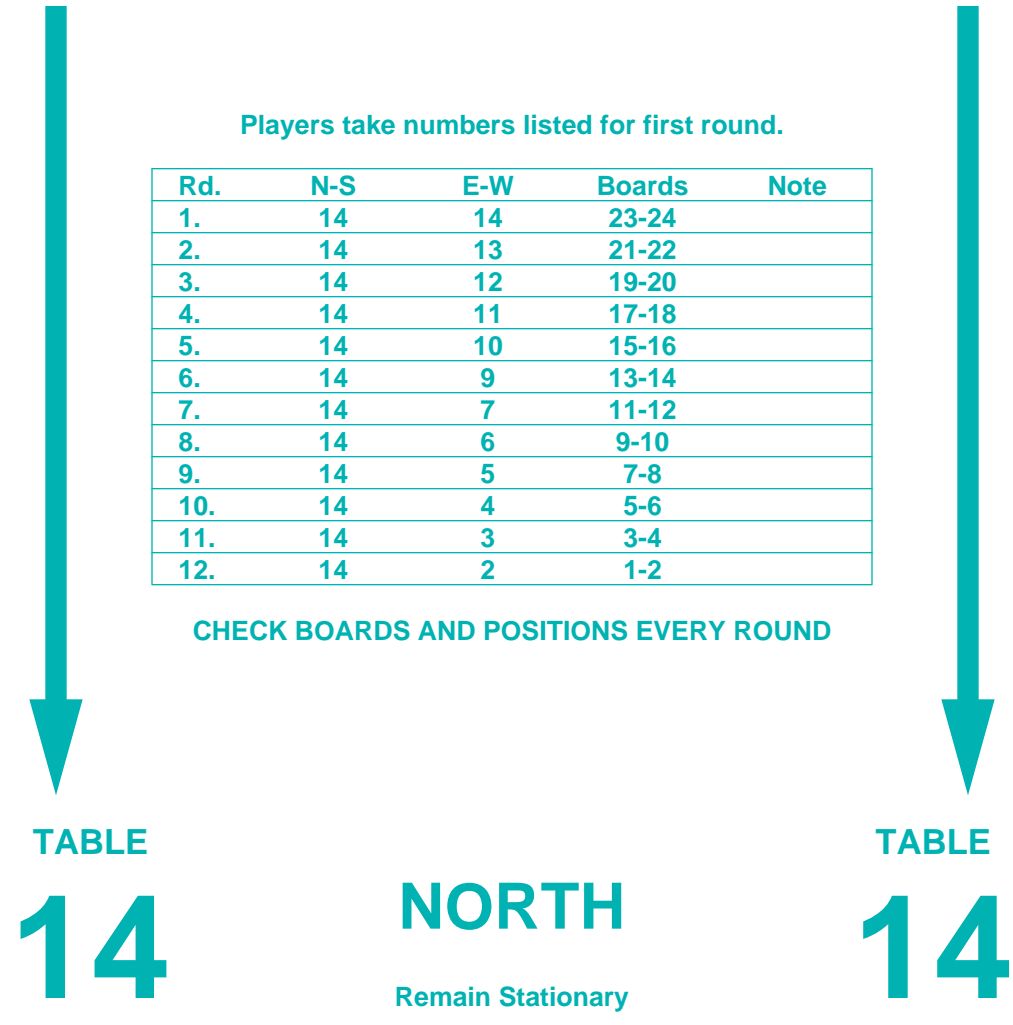 Players take numbers listed for first round.
Rd. N-S E-W Boards Note
1. 14 14 23-24
2. 14 13 21-22
3. 14 12 19-20
4. 14 11 17-18
5. 14 10 15-16
6. 14 9 13-14
7. 14 7 11-12
8. 14 6 9-10
9. 14 5 7-8
10. 14 4 5-6
11. 14 3 3-4
12. 14 2 1-2
CHECK BOARDS AND POSITIONS EVERY ROUND
TABLE TABLE
14 NORTH 14
Remain Stationary